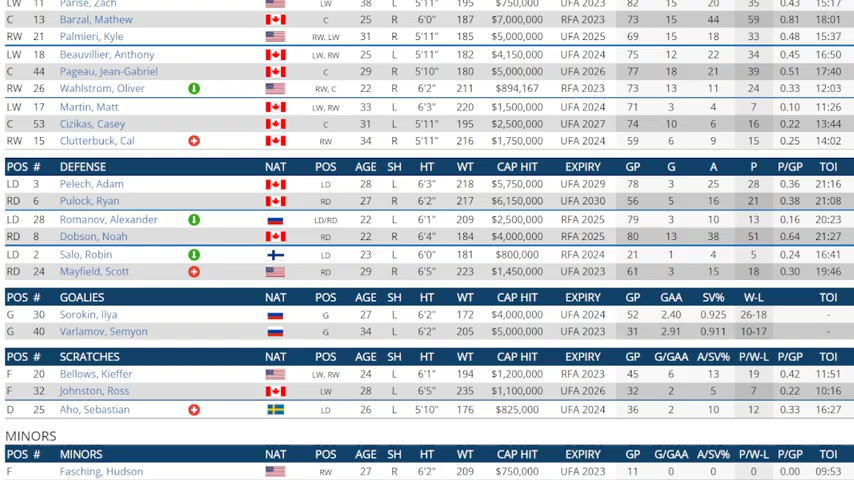 LW 11 Parise, Zach LW 38 L 5'11" 195 $750,000 UFA 2023 82 15 20 35 0.43 15:17
C 13 Barzal, Mathew C 25 R 6'0" 187 $7,000,000 RFA 2023 73 15 44 59 0.81 18:01
RW 21 Palmieri, Kyle RW, LW 31 R 5'11" 185 $5,000,000 UFA 2025 69 15 18 33 0.48 15:37
LW 18 Beauvillier, Anthony LW, RW 25 L 5'11" 182 $4,150,000 UFA 2024 75 12 22 34 0.45 16:50
C 44 Pageau, Jean-Gabriel C 29 R 5'10" 180 $5,000,000 UFA 2026 77 18 21 39 0.51 17:40
RW 26 Wahlstrom, Oliver RW, C 22 R 6'2" 211 $894,167 RFA 2023 73 13 11 24 0.33 12:03
LW 17 Martin, Matt LW, RW 33 L 6'3" 220 $1,500,000 UFA 2024 71 3 4 7 0.10 11:26
C 53 Cizikas, Casey C 31 L 5'11" 195 $2,500,000 UFA 2027 74 10 6 16 0.22 13:44
RW 15 Clutterbuck, Cal RW 34 R 5'11" 216 $1,750,000 UFA 2024 59 6 9 15 0.25 14:02
POS # DEFENSE NAT POS AGE SH HT WT CAP HIT EXPIRY GP G A P P/GP TOI
LD 3 Pelech, Adam LD 28 L 6'3" 218 $5,750,000 UFA 2029 78 3 25 28 0.36 21:16
RD 6 Pulock, Ryan RD 27 R 6'2" 217 $6,150,000 UFA 2030 56 5 16 21 0.38 21:08
LD 28 Romanov, Alexander LD/RD 22 L 6'1" 209 $2,500,000 RFA 2025 79 3 10 13 0.16 20:23
RD 8 Dobson, Noah RD 22 R 6'4" 184 $4,000,000 RFA 2025 80 13 38 51 0.64 21:27
LD 2 Salo, Robin LD 23 L 6'0" 181 $800,000 RFA 2024 21 1 4 5 0.24 16:41
RD 24 Mayfield, Scott RD 29 R 6'5" 223 $1,450,000 UFA 2023 61 3 15 18 0.30 19:46
POS # GOALIES NAT POS AGE SH HT WT CAP HIT EXPIRY GP GAA SV% W-L TOI
G 30 Sorokin, Ilya G 27 L 6'2" 172 $4,000,000 UFA 2024 52 2.40 0.925 26-18 -
G 40 Varlamov, Semyon G 34 L 6'2" 205 $5,000,000 UFA 2023 31 2.91 0.911 10-17 -
POS # SCRATCHES NAT POS AGE SH HT WT CAP HIT EXPIRY GP G/GAA A/SV% P/W-L P/GP TOI
F 20 Bellows, Kieffer LW, RW 24 L 6'1" 194 $1,200,000 RFA 2023 45 6 13 19 0.42 11:51
F 32 Johnston, Ross LW 28 L 6'5" 235 $1,100,000 UFA 2026 32 2 5 7 0.22 10:16
D 25 Aho, Sebastian LD 26 L 5'10" 176 $825,000 UFA 2024 36 2 10 12 0.33 16:27
MINORS
POS # MINORS NAT POS AGE SH HT WT CAP HIT EXPIRY GP G/GAA A/SV% P/W-L P/GP TOI
F Fasching, Hudson RW 27 R 6'2" 209 $750,000 UFA 2023 11 0 0 0 0.00 09:53